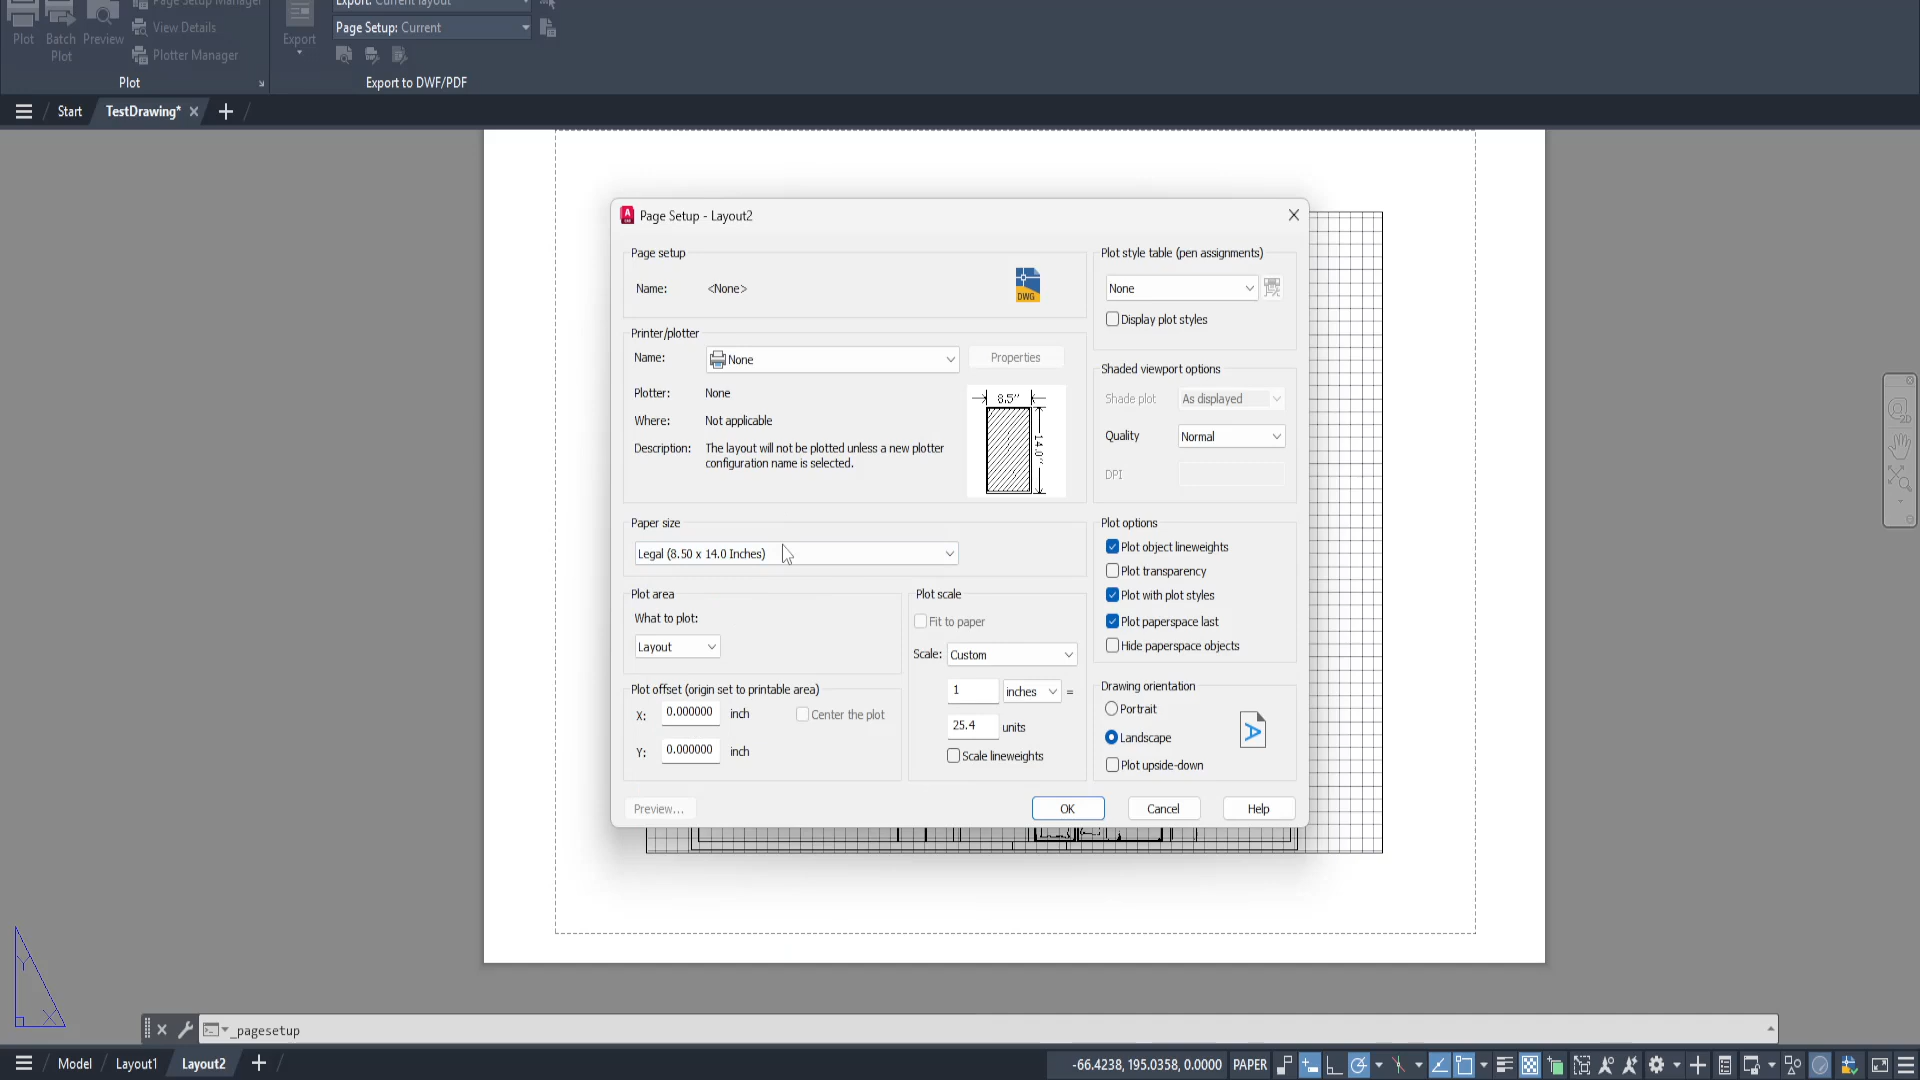 Page Setup Manager
Export: Current layout
Plot
Batch
Plot
Preview
View Details
Plotter Manager
Export
Page Setup: Current
Plot
Export to DWF/PDF
Start
TestDrawing*
Page Setup - Layout2
Page setup
Name: <None>
DWG
Printer/plotter
Name: None
Properties
Plotter: None
Where: Not applicable
Description: The layout will not be plotted unless a new plotter
configuration name is selected.
8.5''
14.0''
Paper size
Legal (8.50 x 14.0 Inches)
Plot area
What to plot:
Layout
Plot offset (origin set to printable area)
X: 0.000000 inch
Center the plot
Y: 0.000000 inch
Plot scale
Fit to paper
Scale: Custom
1 inches =
25.4 units
Scale lineweights
Plot style table (pen assignments)
None
Display plot styles
Shaded viewport options
Shade plot As displayed
Quality Normal
DPI
Plot options
Plot object lineweights
Plot transparency
Plot with plot styles
Plot paperspace last
Hide paperspace objects
Drawing orientation
Portrait
Landscape
Plot upside-down
A
Preview...
OK
Cancel
Help
Y
X
_pagesetup
Model
Layout1
Layout2
-66.4238, 195.0358, 0.0000
PAPER